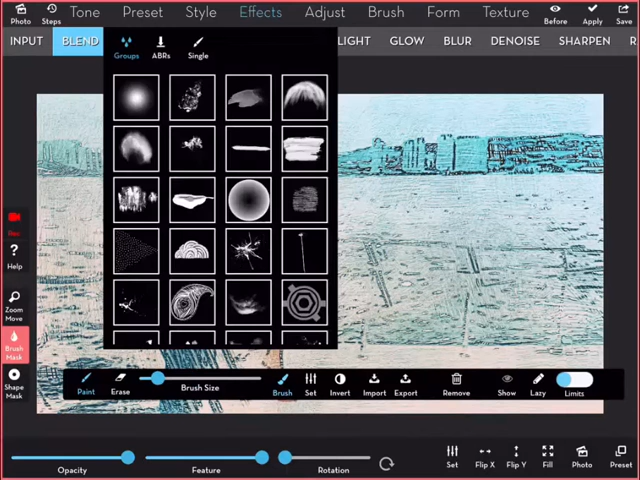 Photo Steps Tone Preset Style Effects Adjust Brush Form Texture Before Apply Save
INPUT BLEND LIGHT GLOW BLUR DENOISE SHARPEN
Groups ABRs Single
Rec
Help
Zoom
Move
Brush
Mask
Shape
Mask
Paint Erase Brush Size Brush Set Invert Import Export Remove Show Lazy Limits
Opacity Feature Rotation Set Flip X Flip Y Fill Photo Preset